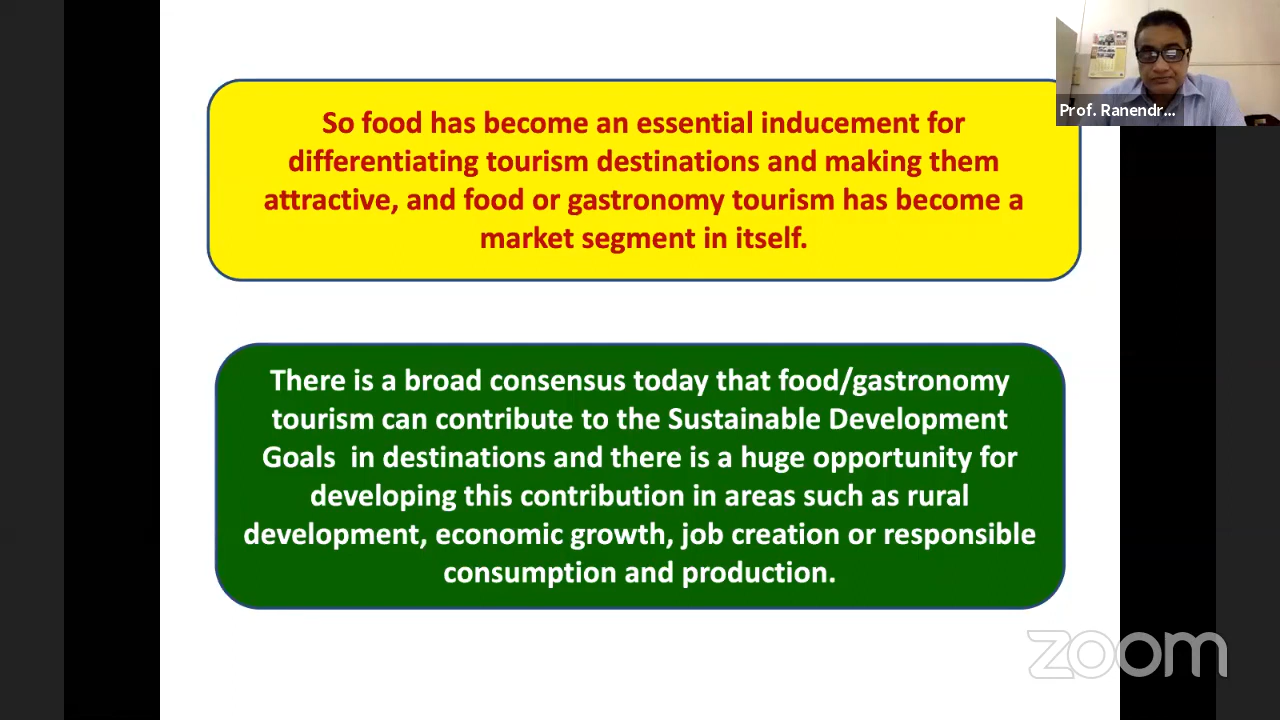 So food has become an essential inducement for
differentiating tourism destinations and making them
attractive, and food or gastronomy tourism has become a
market segment in itself.
There is a broad consensus today that food/gastronomy
tourism can contribute to the Sustainable Development
Goals  in destinations and there is a huge opportunity for
developing this contribution in areas such as rural
development, economic growth, job creation or responsible
consumption and production.
Prof. Ranendr...
zoom